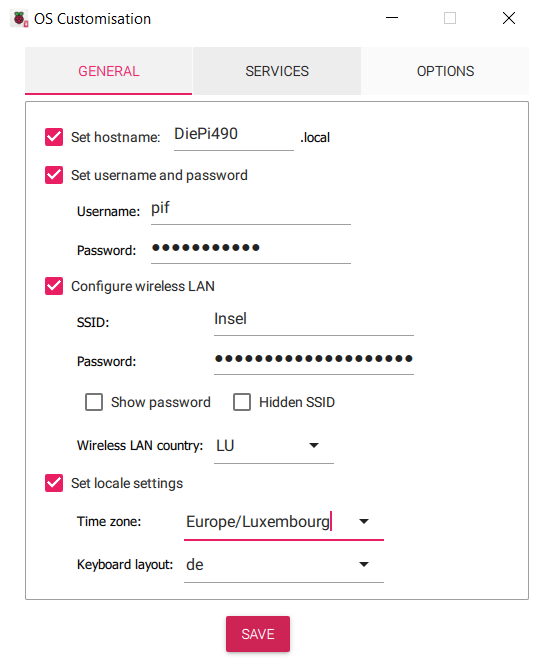 OS Customisation
GENERAL SERVICES OPTIONS
Set hostname: DiePi490 .local
Set username and password
Username: pif
Password: ●●●●●●●●●●●
Configure wireless LAN
SSID: Insel
Password: ●●●●●●●●●●●●●●●●●●●●
Show password Hidden SSID
Wireless LAN country: LU
Set locale settings
Time zone: Europe/Luxembourg
Keyboard layout: de
SAVE